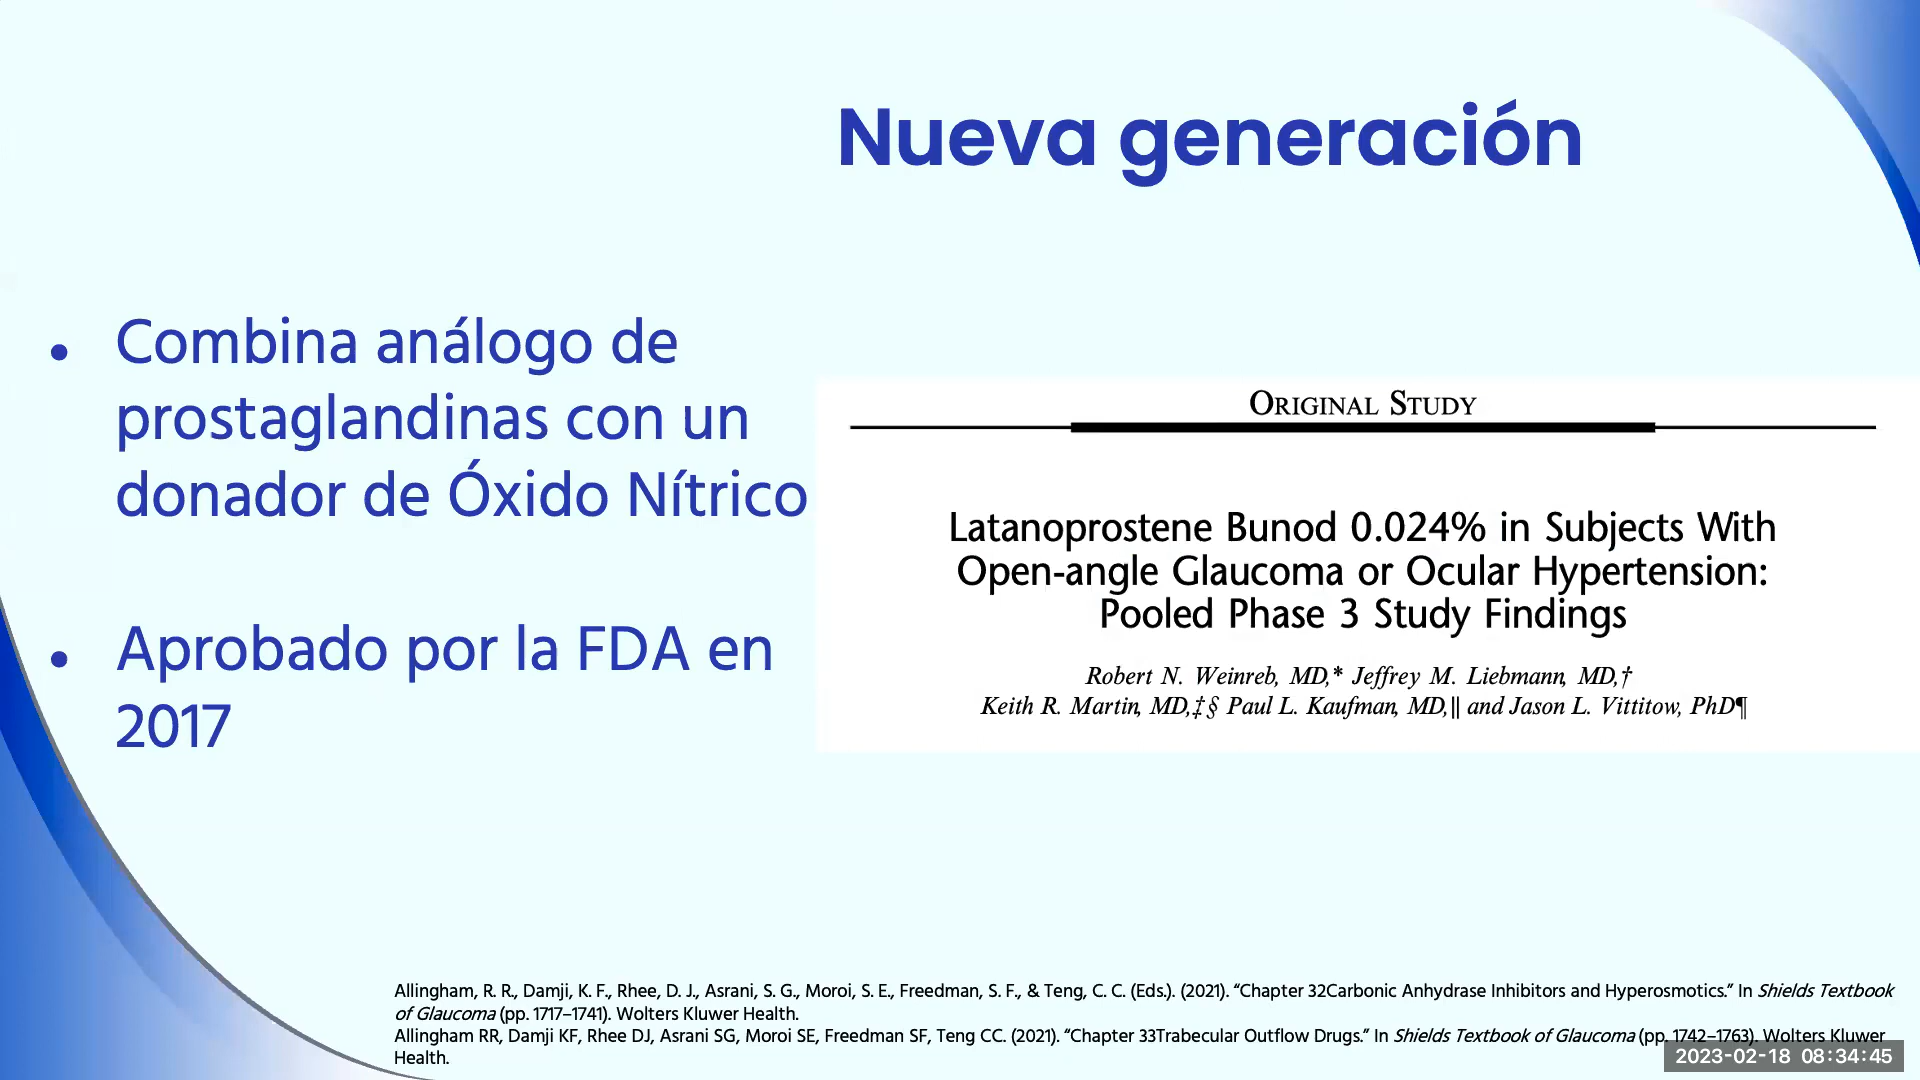 Nueva generación
• Combina análogo de
prostaglandinas con un
donador de Óxido Nítrico
• Aprobado por la FDA en
2017
ORIGINAL STUDY
Latanoprostene Bunod 0.024% in Subjects With
Open-angle Glaucoma or Ocular Hypertension:
Pooled Phase 3 Study Findings
Robert N. Weinreb, MD,* Jeffrey M. Liebmann, MD,†
Keith R. Martin, MD,‡§ Paul L. Kaufman, MD,∥ and Jason L. Vittitow, PhD¶
Allingham, R. R., Damji, K. F., Rhee, D. J., Asrani, S. G., Moroi, S. E., Freedman, S. F., & Teng, C. C. (Eds.). (2021). “Chapter 32Carbonic Anhydrase Inhibitors and Hyperosmotics.” In Shields Textbook
of Glaucoma (pp. 1717–1741). Wolters Kluwer Health.
Allingham RR, Damji KF, Rhee DJ, Asrani SG, Moroi SE, Freedman SF, Teng CC. (2021). “Chapter 33Trabecular Outflow Drugs.” In Shields Textbook of Glaucoma (pp. 1742–1763). Wolters Kluwer
Health.
2023-02-18 08:34:45